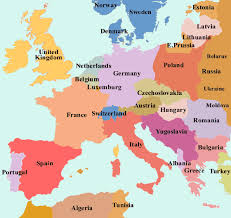 Norway
Sweden
Estonia
Latvia
Denmark
Lithuania
E.Prussia
United
Kingdom
Netherlands
Poland
Belarus
Germany
Belgium
Russia
Luxemburg
Czechoslovakia
Ukraine
France
Switzerland
Austria
Hungary
Moldova
Romania
Yugoslavia
Italy
Portugal
Spain
Bulgaria
Albania
Greece
Turkey
Algeria
Tunisia